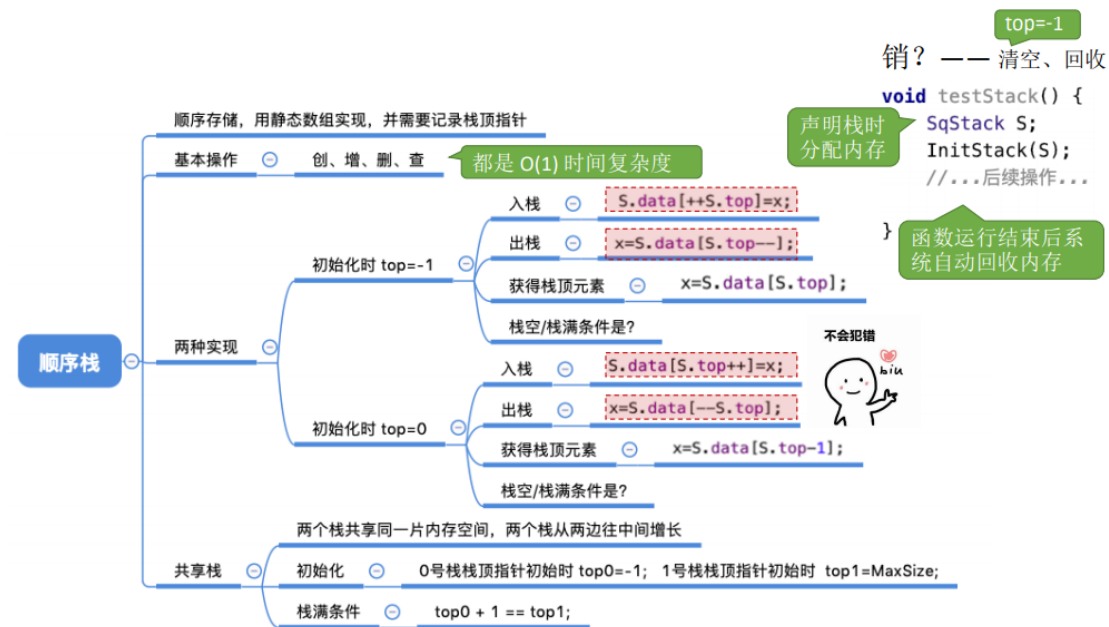 top=-1
销? —— 清空、回收
void testStack() {
SqStack S;
InitStack(S);
//...后续操作...
}
声明栈时
分配内存
函数运行结束后系
统自动回收内存
顺序栈
顺序存储，用静态数组实现，并需要记录栈顶指针
基本操作
创、增、删、查
都是 O(1) 时间复杂度
两种实现
初始化时 top=-1
入栈
S.data[++S.top]=x;
出栈
x=S.data[S.top--];
获得栈顶元素
x=S.data[S.top];
栈空/栈满条件是?
初始化时 top=0
入栈
S.data[S.top++]=x;
出栈
x=S.data[--S.top];
获得栈顶元素
x=S.data[S.top-1];
栈空/栈满条件是?
不会犯错
biu
共享栈
两个栈共享同一片内存空间，两个栈从两边往中间增长
初始化
0号栈栈顶指针初始时 top0=-1； 1号栈栈顶指针初始时 top1=MaxSize;
栈满条件
top0 + 1 == top1;